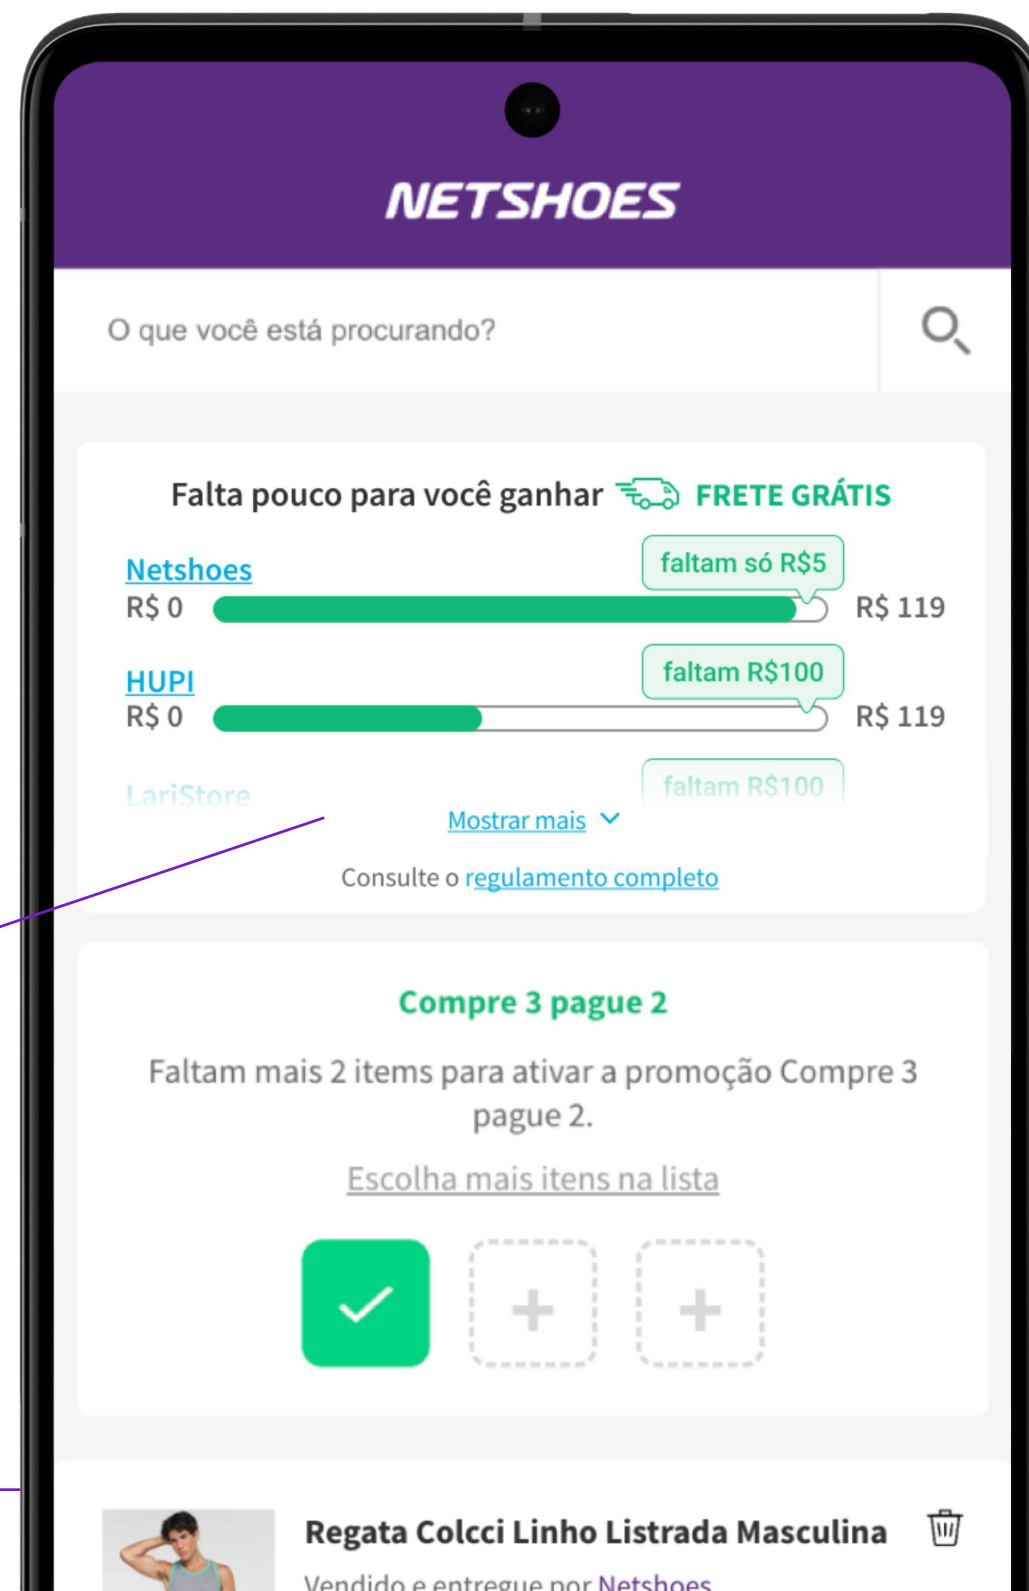 NETSHOES
O que você está procurando?
Falta pouco para você ganhar FRETE GRÁTIS
Netshoes
faltam só R$5
R$ 0
R$ 119
HUPI
faltam R$100
R$ 0
R$ 119
LariStore
faltam R$100
Mostrar mais
Consulte o regulamento completo
Compre 3 pague 2
Faltam mais 2 items para ativar a promoção Compre 3
pague 2.
Escolha mais itens na lista
Regata Colcci Linho Listrada Masculina
Vendido e entregue por Netshoes